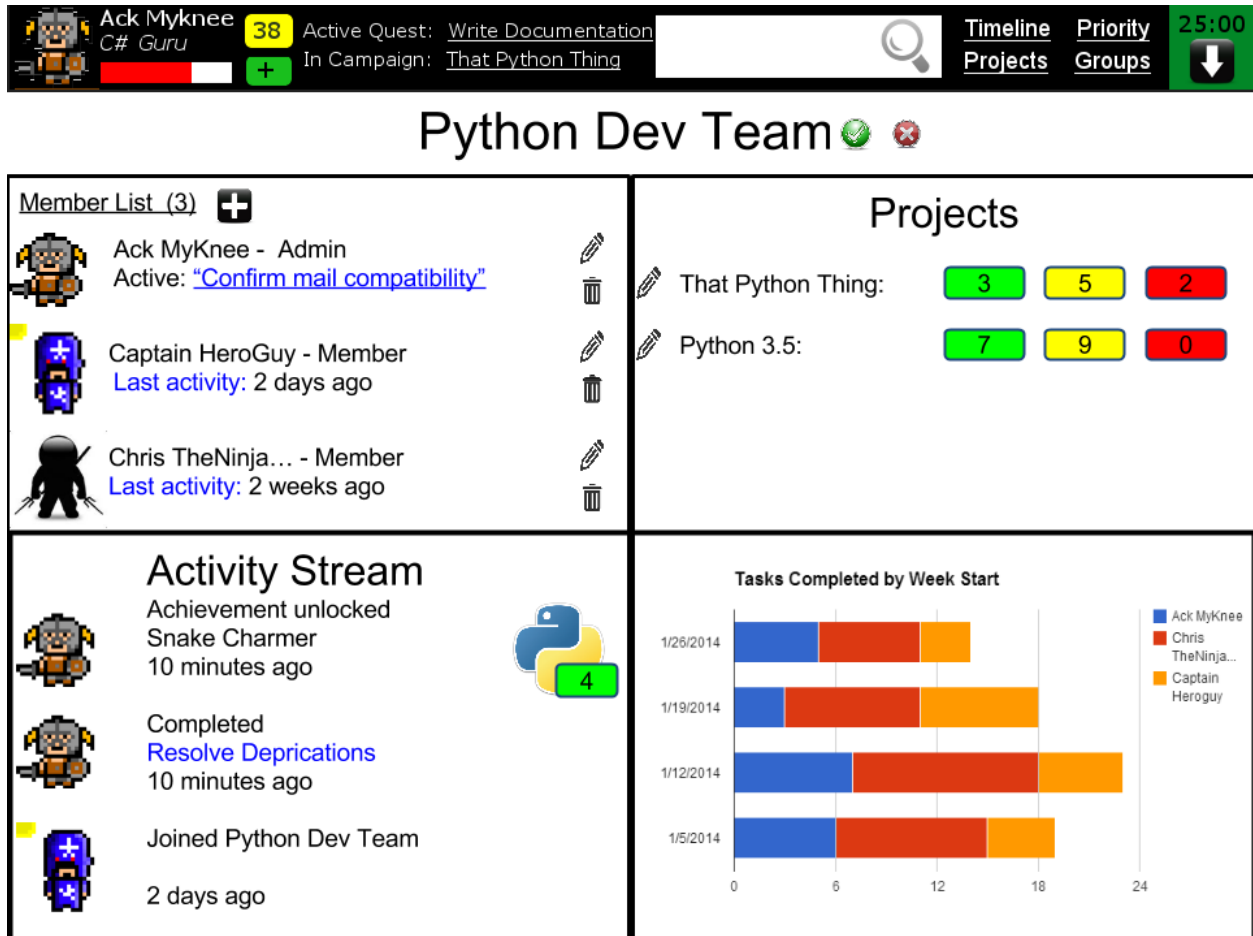 Ack Myknee
C# Guru
38
+
Active Quest: Write Documentation
In Campaign: That Python Thing
Timeline Priority
Projects Groups
25:00
Python Dev Team
Member List (3)
Ack MyKnee - Admin
Active: “Confirm mail compatibility”
Captain HeroGuy - Member
Last activity: 2 days ago
Chris TheNinja... - Member
Last activity: 2 weeks ago
Projects
That Python Thing: 3 5 2
Python 3.5: 7 9 0
Activity Stream
Achievement unlocked
Snake Charmer
10 minutes ago
4
Completed
Resolve Deprications
10 minutes ago
Joined Python Dev Team
2 days ago
Tasks Completed by Week Start
1/26/2014
1/19/2014
1/12/2014
1/5/2014
0 6 12 18 24
Ack MyKnee
Chris
TheNinja...
Captain
Heroguy